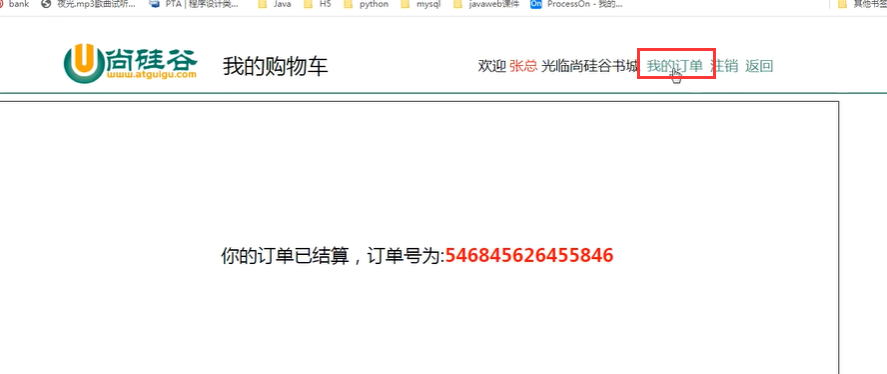 bank 夜光.mp3歌曲试听... PTA | 程序设计类... Java H5 python mysql javaweb课件 On ProcessOn - 我的... 其他书签
尚硅谷 我的购物车 欢迎 张总 光临尚硅谷书城 我的订单 注销 返回
www.atguigu.com
你的订单已结算，订单号为:546845626455846